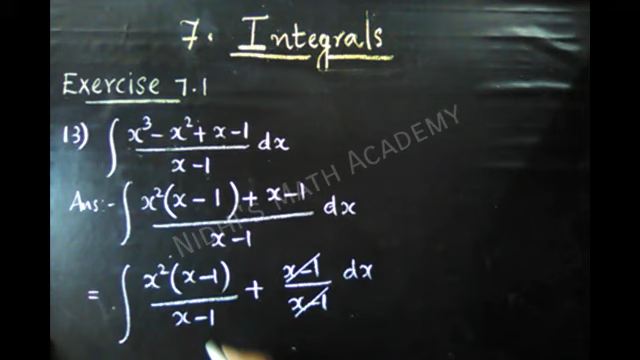 7. Integrals
Exercise 7.1
13) ∫ x³ - x² + x - 1 / x - 1 dx
Ans:- ∫ x²(x - 1) + x - 1 / x - 1 dx
= ∫ x²(x - 1) / x - 1 + x - 1 / x - 1 dx
NIDHI'S MATH ACADEMY